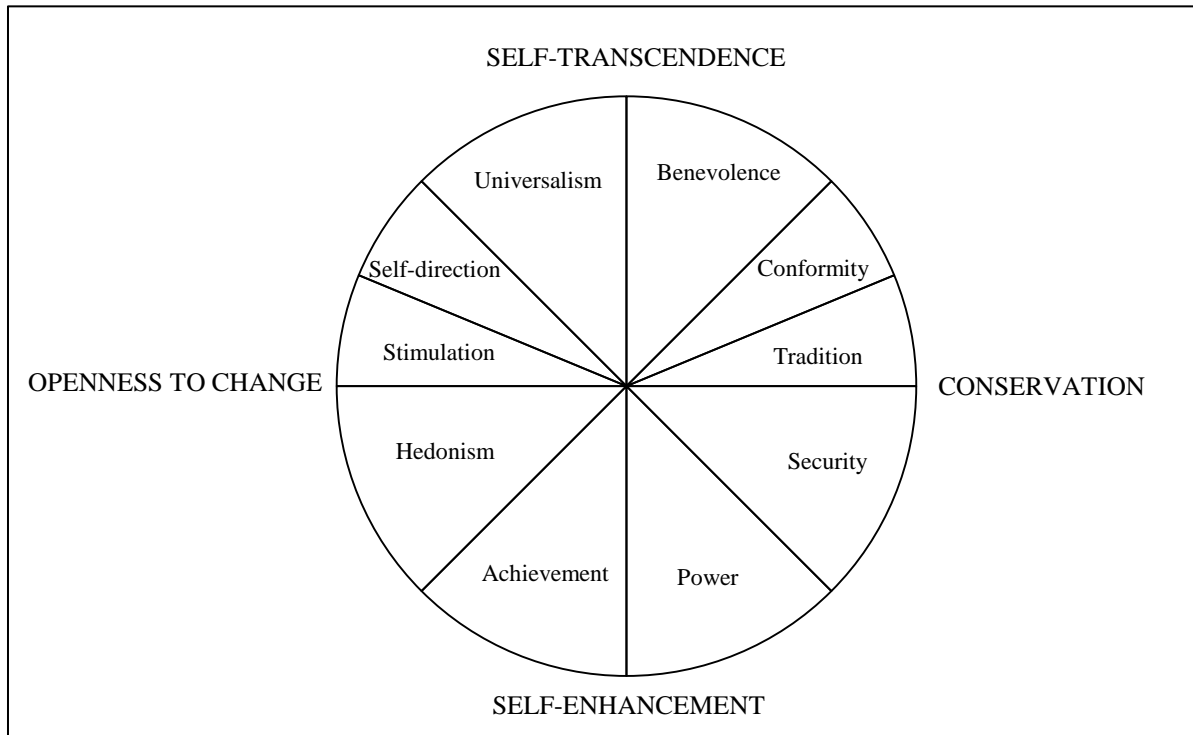 SELF-TRANSCENDENCE
Universalism
Benevolence
Self-direction
Conformity
Stimulation
Tradition
OPENNESS TO CHANGE
CONSERVATION
Hedonism
Security
Achievement
Power
SELF-ENHANCEMENT